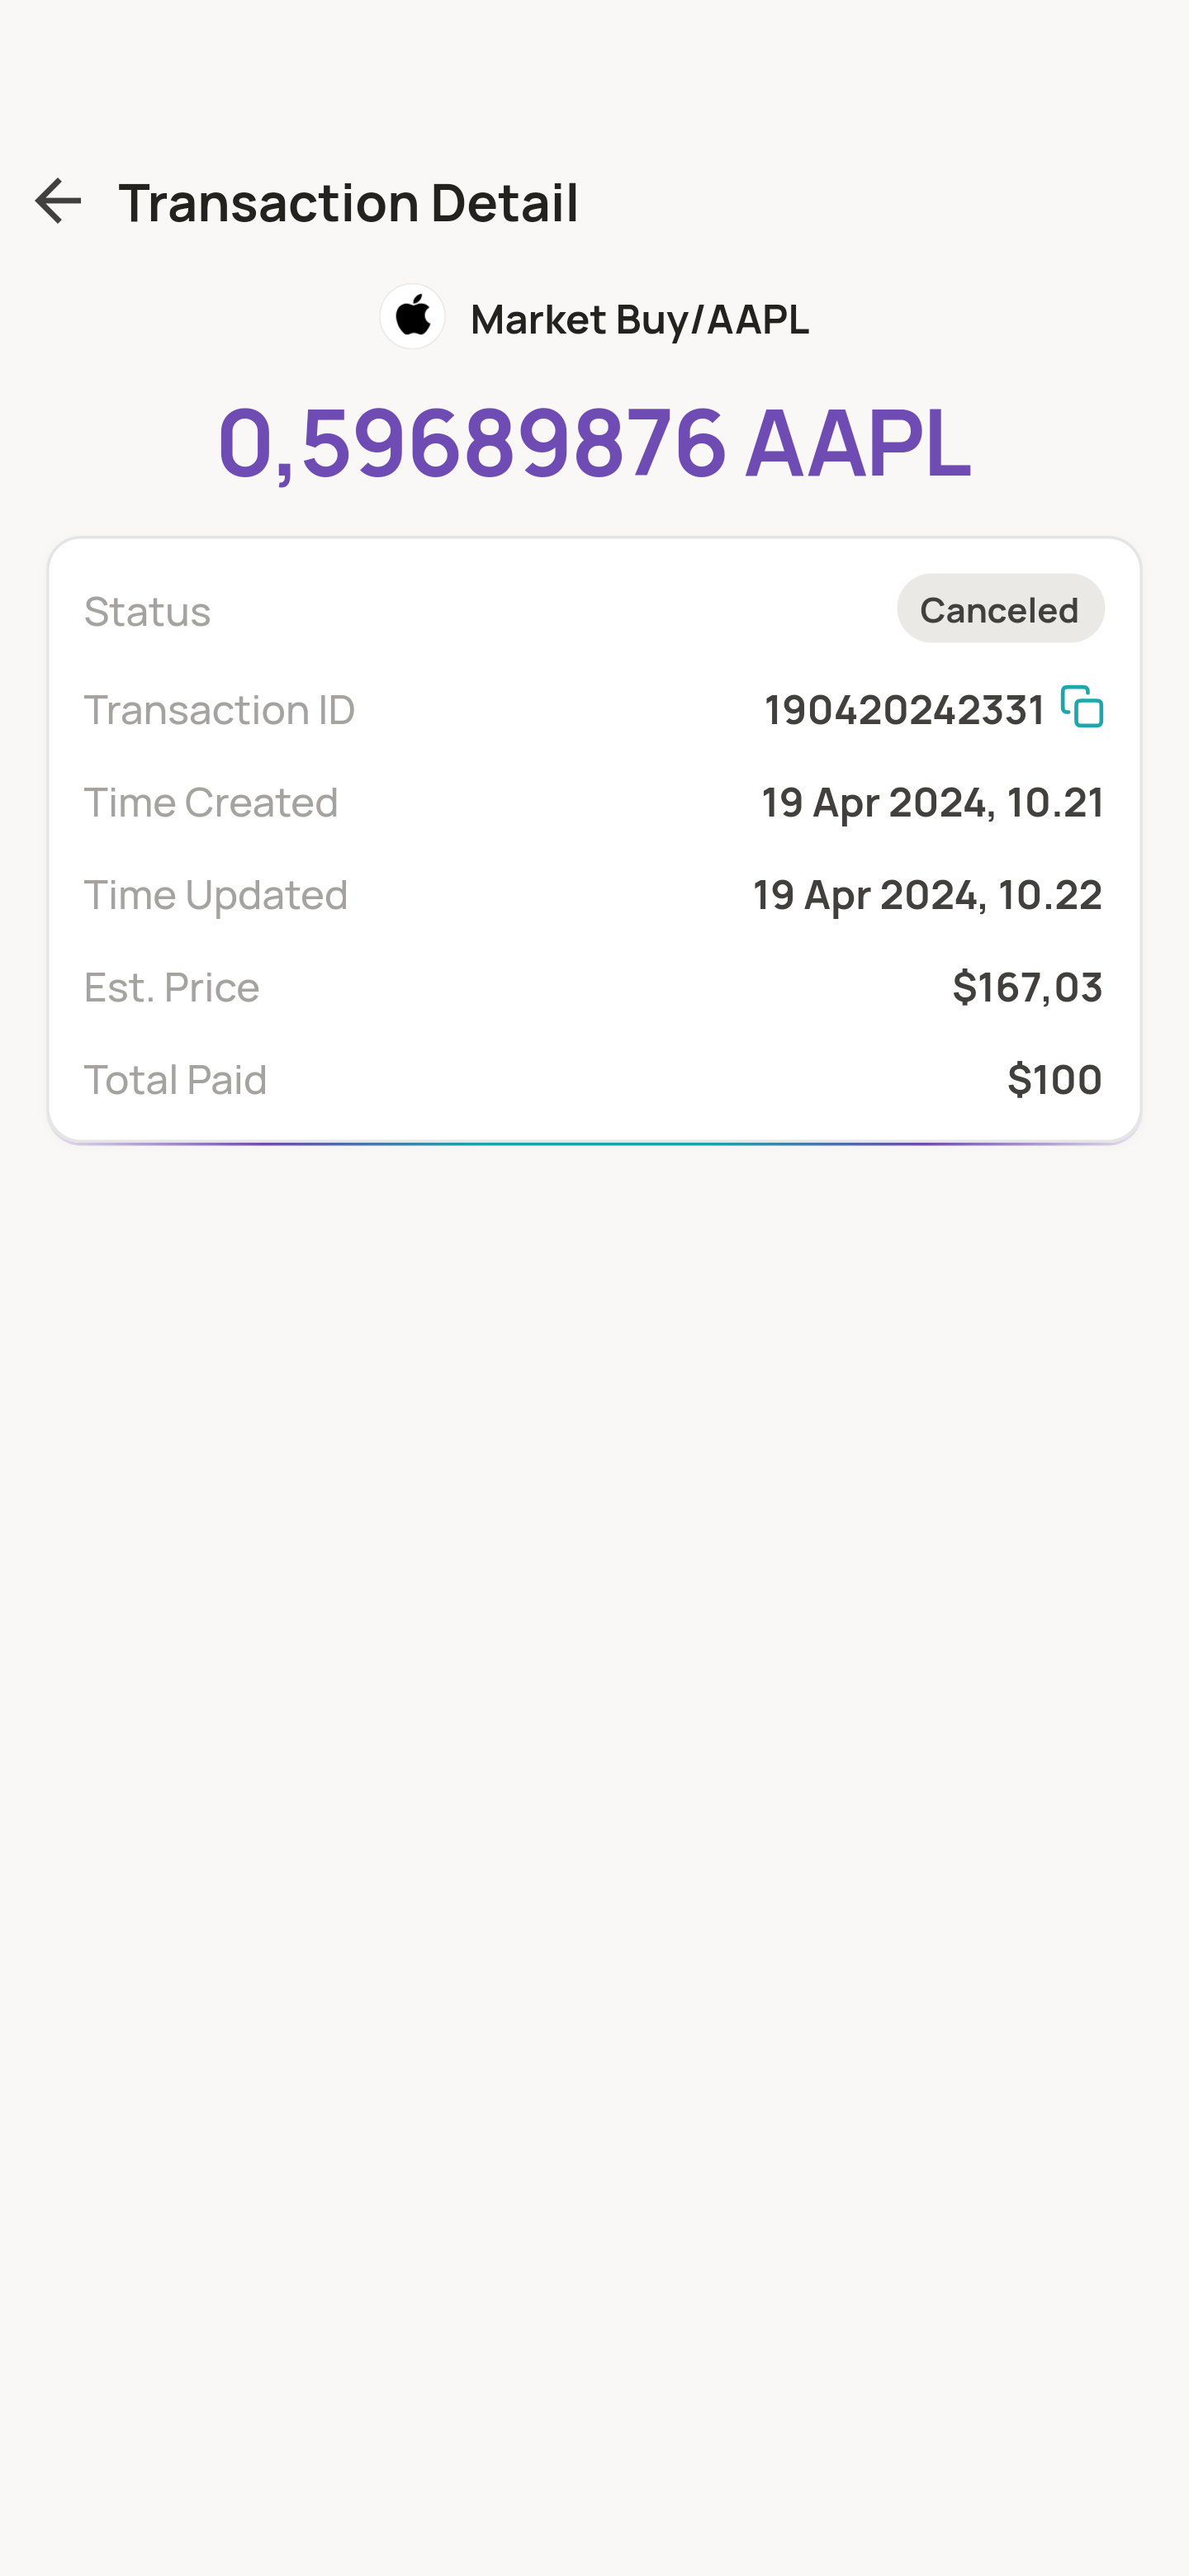 Transaction Detail
Market Buy/AAPL
0,59689876 AAPL
Status Canceled
Transaction ID 190420242331
Time Created 19 Apr 2024, 10.21
Time Updated 19 Apr 2024, 10.22
Est. Price $167,03
Total Paid $100